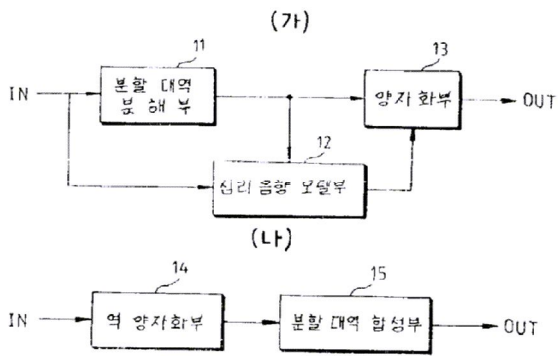 (가)
11
13
IN
분할 대역
분해부
양자화부
OUT
12
심리 음향 모델부
(나)
14
15
IN
역 양자화부
분할 대역 합성부
OUT